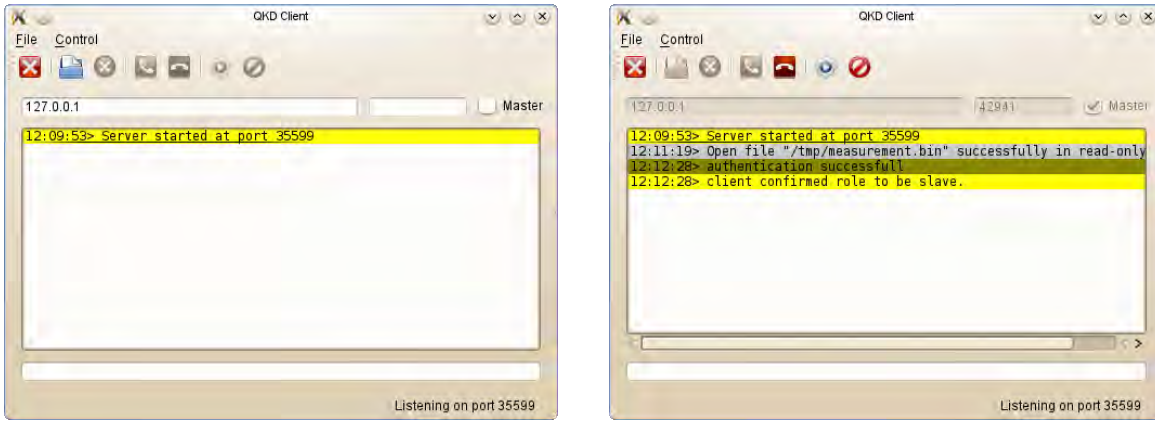 QKD Client
File Control
127.0.0.1 Master
12:09:53> Server started at port 35599
Listening on port 35599
QKD Client
File Control
127.0.0.1 42941 Master
12:09:53> Server started at port 35599
12:11:19> Open file "/tmp/measurement.bin" successfully in read-only
12:12:28> authentication successfull
12:12:28> client confirmed role to be slave.
Listening on port 35599